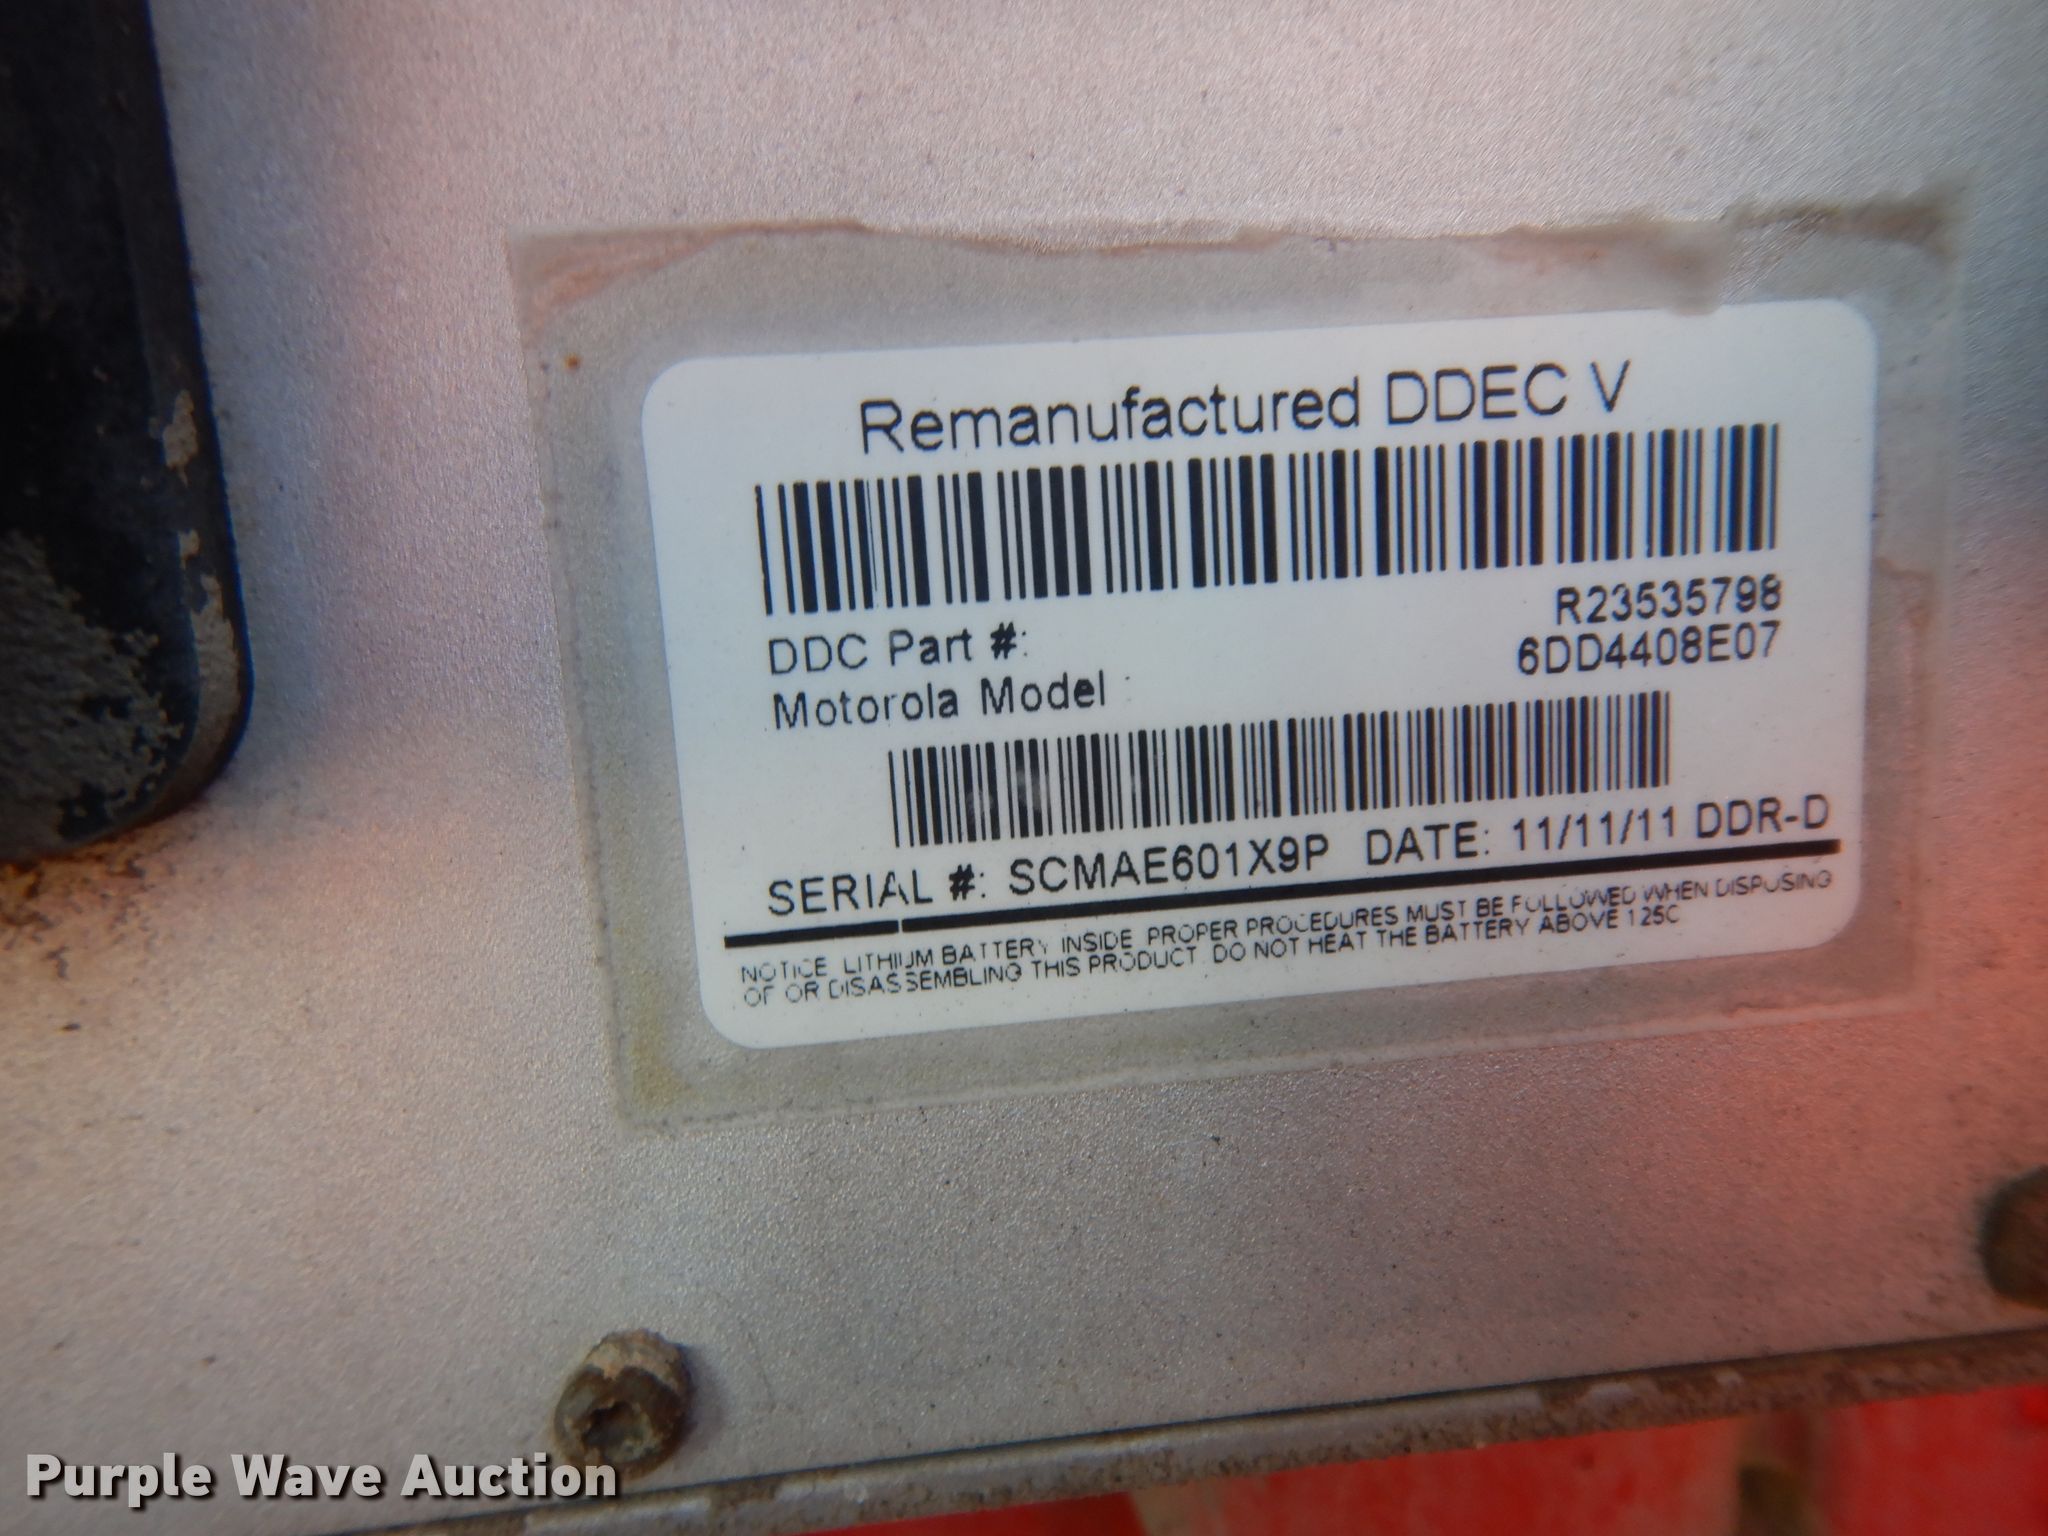 Remanufactured DDEC V
DDC Part #: R23535798
Motorola Model : 6DD4408E07
SERIAL #: SCMAE601X9P DATE: 11/11/11 DDR-D
NOTICE LITHIUM BATTERY INSIDE PROPER PROCEDURES MUST BE FOLLOWED WHEN DISPOSING
OF OR DISASSEMBLING THIS PRODUCT. DO NOT HEAT THE BATTERY ABOVE 125C
Purple Wave Auction